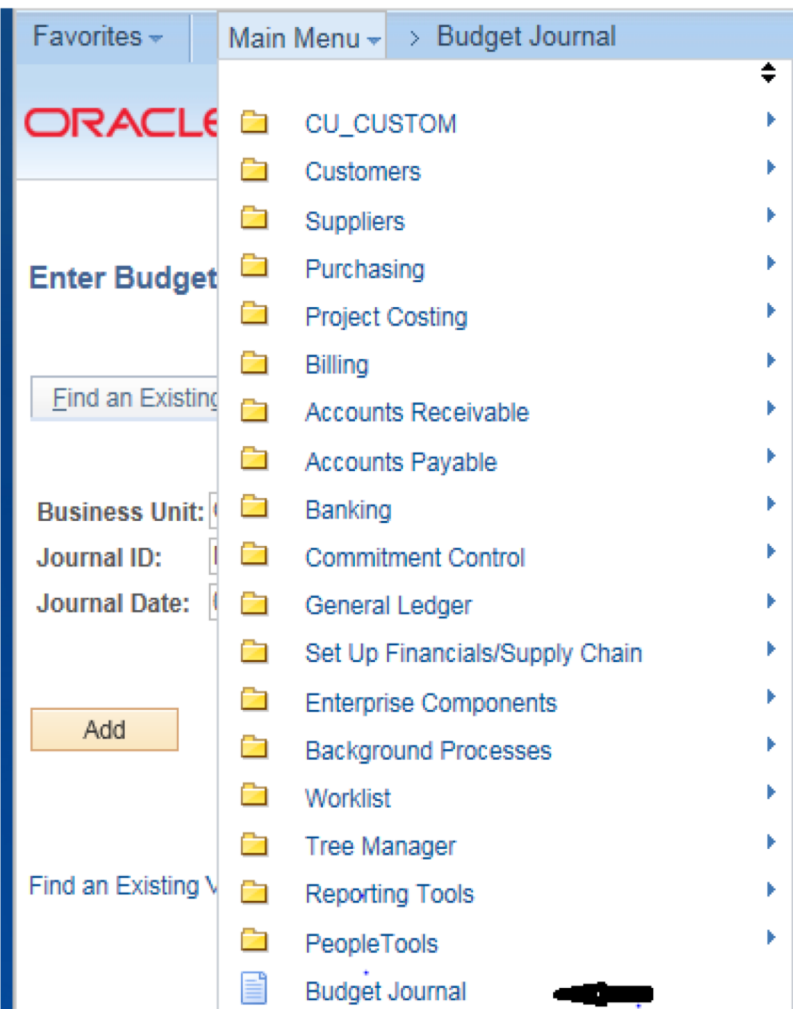 Favorites Main Menu > Budget Journal
ORACLE
CU_CUSTOM
Customers
Suppliers
Enter Budget
Purchasing
Project Costing
Billing
Find an Existing
Accounts Receivable
Accounts Payable
Business Unit:
Banking
Journal ID:
Commitment Control
Journal Date:
General Ledger
Set Up Financials/Supply Chain
Enterprise Components
Add
Background Processes
Worklist
Tree Manager
Find an Existing
Reporting Tools
PeopleTools
Budget Journal